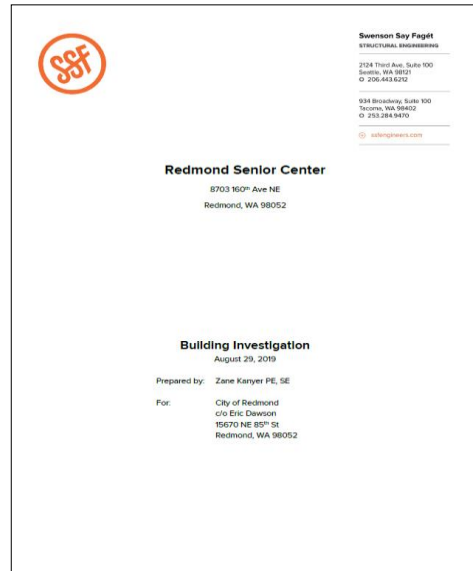 SSF
Swenson Say Fagét
STRUCTURAL ENGINEERING
2124 Third Ave, Suite 100
Seattle, WA 98121
O 206.443.6212
934 Broadway, Suite 100
Tacoma, WA 98402
O 253.284.9470
ssfengineers.com
Redmond Senior Center
8703 160th Ave NE
Redmond, WA 98052
Building Investigation
August 29, 2019
Prepared by: Zane Kanyer PE, SE
For: City of Redmond
c/o Eric Dawson
15670 NE 85th St
Redmond, WA 98052